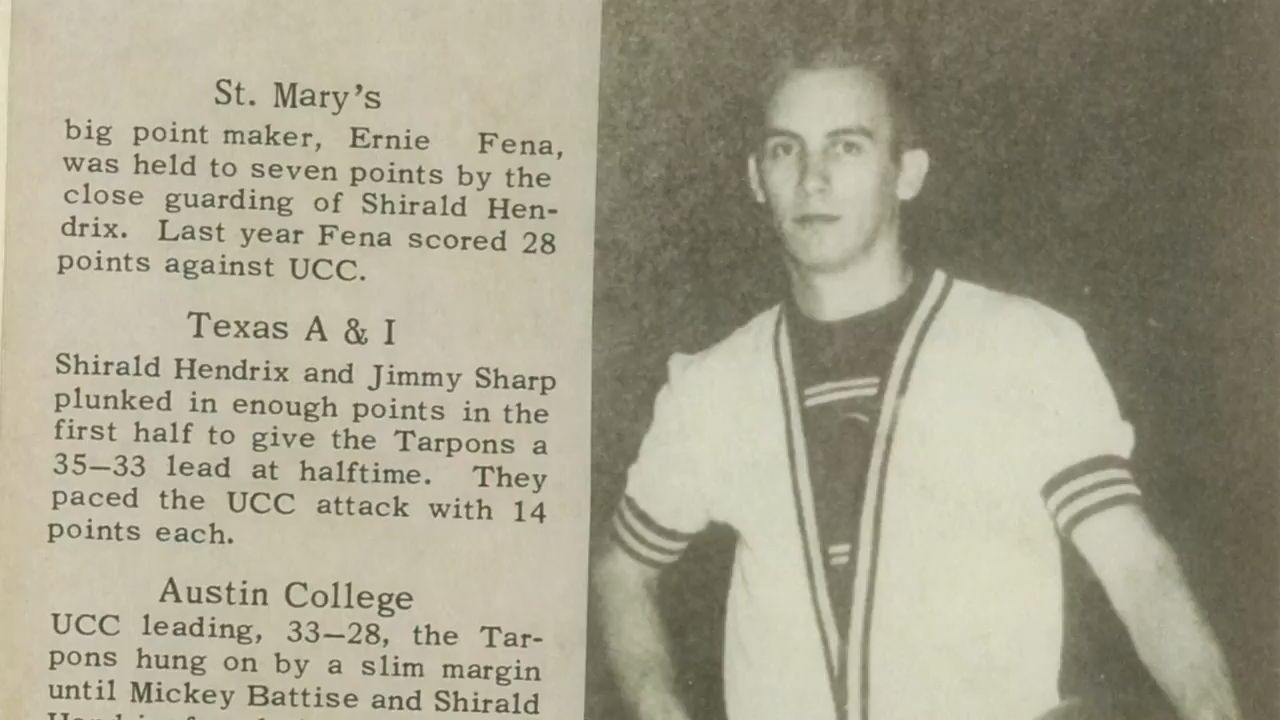 St. Mary's
big point maker, Ernie Fena,
was held to seven points by the
close guarding of Shirald Hen-
drix. Last year Fena scored 28
points against UCC.
Texas A & I
Shirald Hendrix and Jimmy Sharp
plunked in enough points in the
first half to give the Tarpons a
35—33 lead at halftime. They
paced the UCC attack with 14
points each.
Austin College
UCC leading, 33—28, the Tar-
pons hung on by a slim margin
until Mickey Battise and Shirald